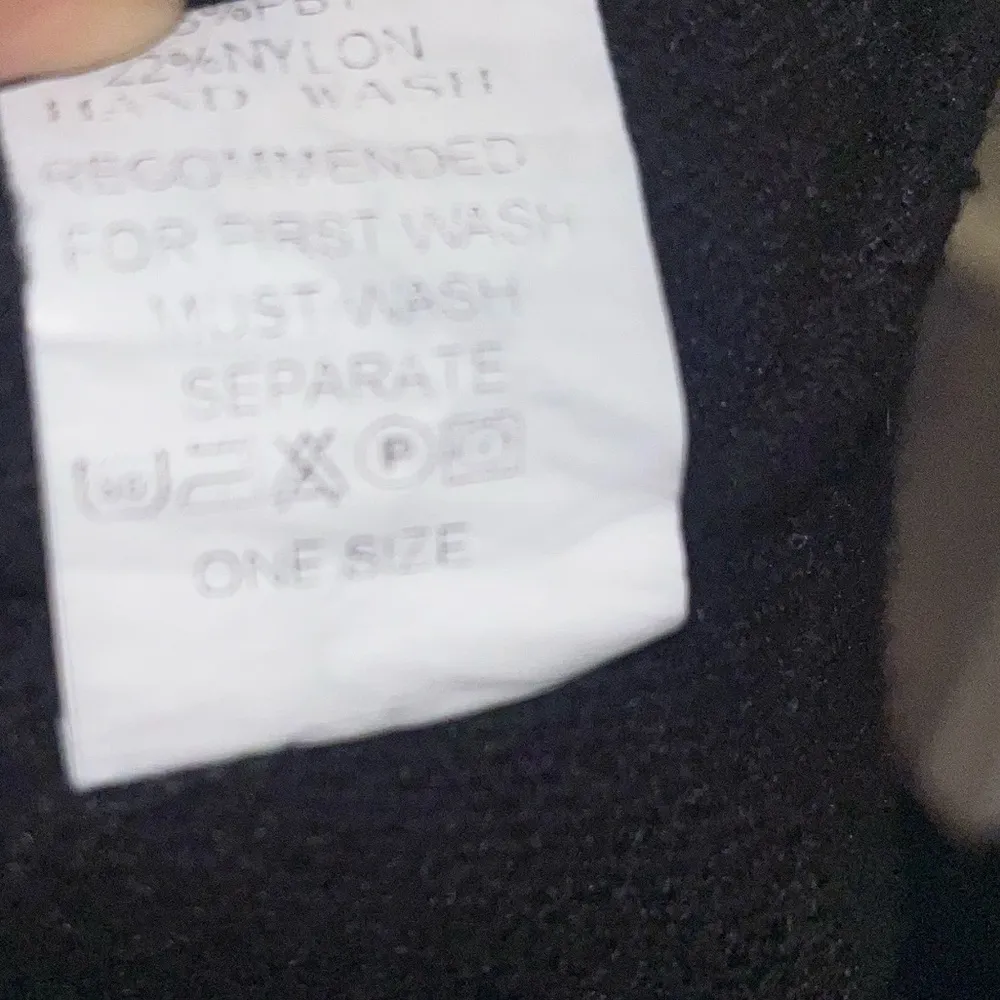 22%NYLON
HAND WASH
RECOMMENDED
FOR FIRST WASH
MUST WASH
SEPARATE
P
ONE SIZE